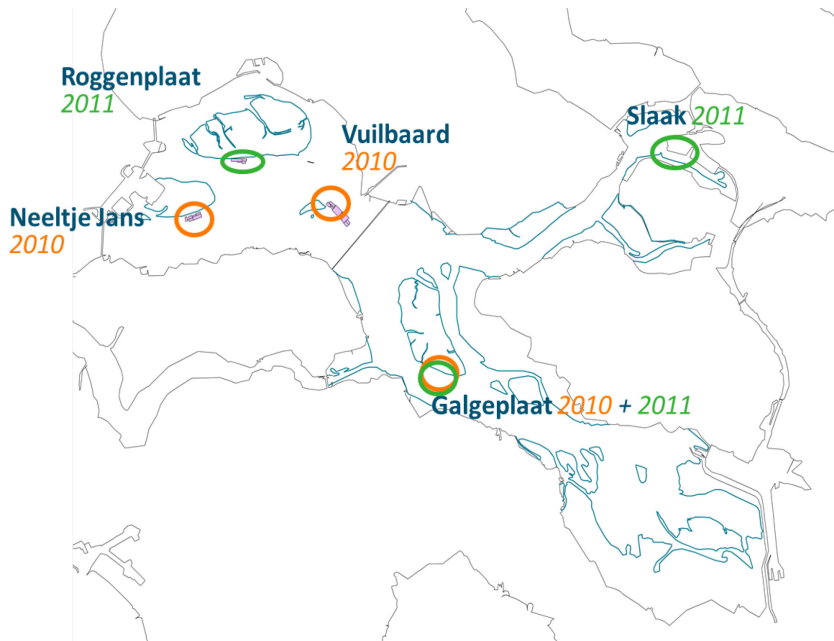 Roggenplaat
2011
Vuilbaard
2010
Slaak 2011
Neeltje Jans
2010
Galgeplaat 2010 + 2011